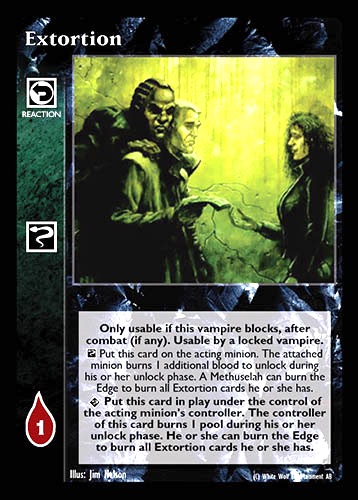 Extortion
REACTION
Only usable if this vampire blocks, after
combat (if any). Usable by a locked vampire.
Put this card on the acting minion. The attached
minion burns 1 additional blood to unlock during
his or her unlock phase. A Methuselah can burn the
Edge to burn all Extortion cards he or she has.
Put this card in play under the control of
the acting minion's controller. The controller
of this card burns 1 pool during his or her
unlock phase. He or she can burn the Edge
to burn all Extortion cards he or she has.
1
Illus: Jim Nelson
(C) White Wolf Entertainment AB